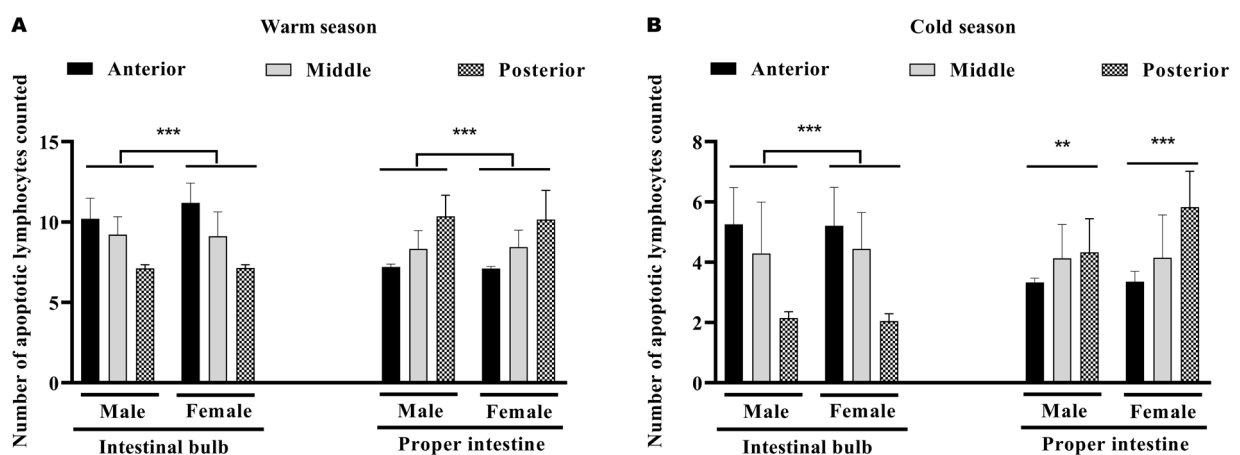 A
Warm season
Anterior
Middle
Posterior
Number of apoptotic lymphocytes counted
15
10
5
0
***
***
Male
Female
Male
Female
Intestinal bulb
Proper intestine
B
Cold season
Anterior
Middle
Posterior
Number of apoptotic lymphocytes counted
8
6
4
2
0
***
**
***
Male
Female
Male
Female
Intestinal bulb
Proper intestine